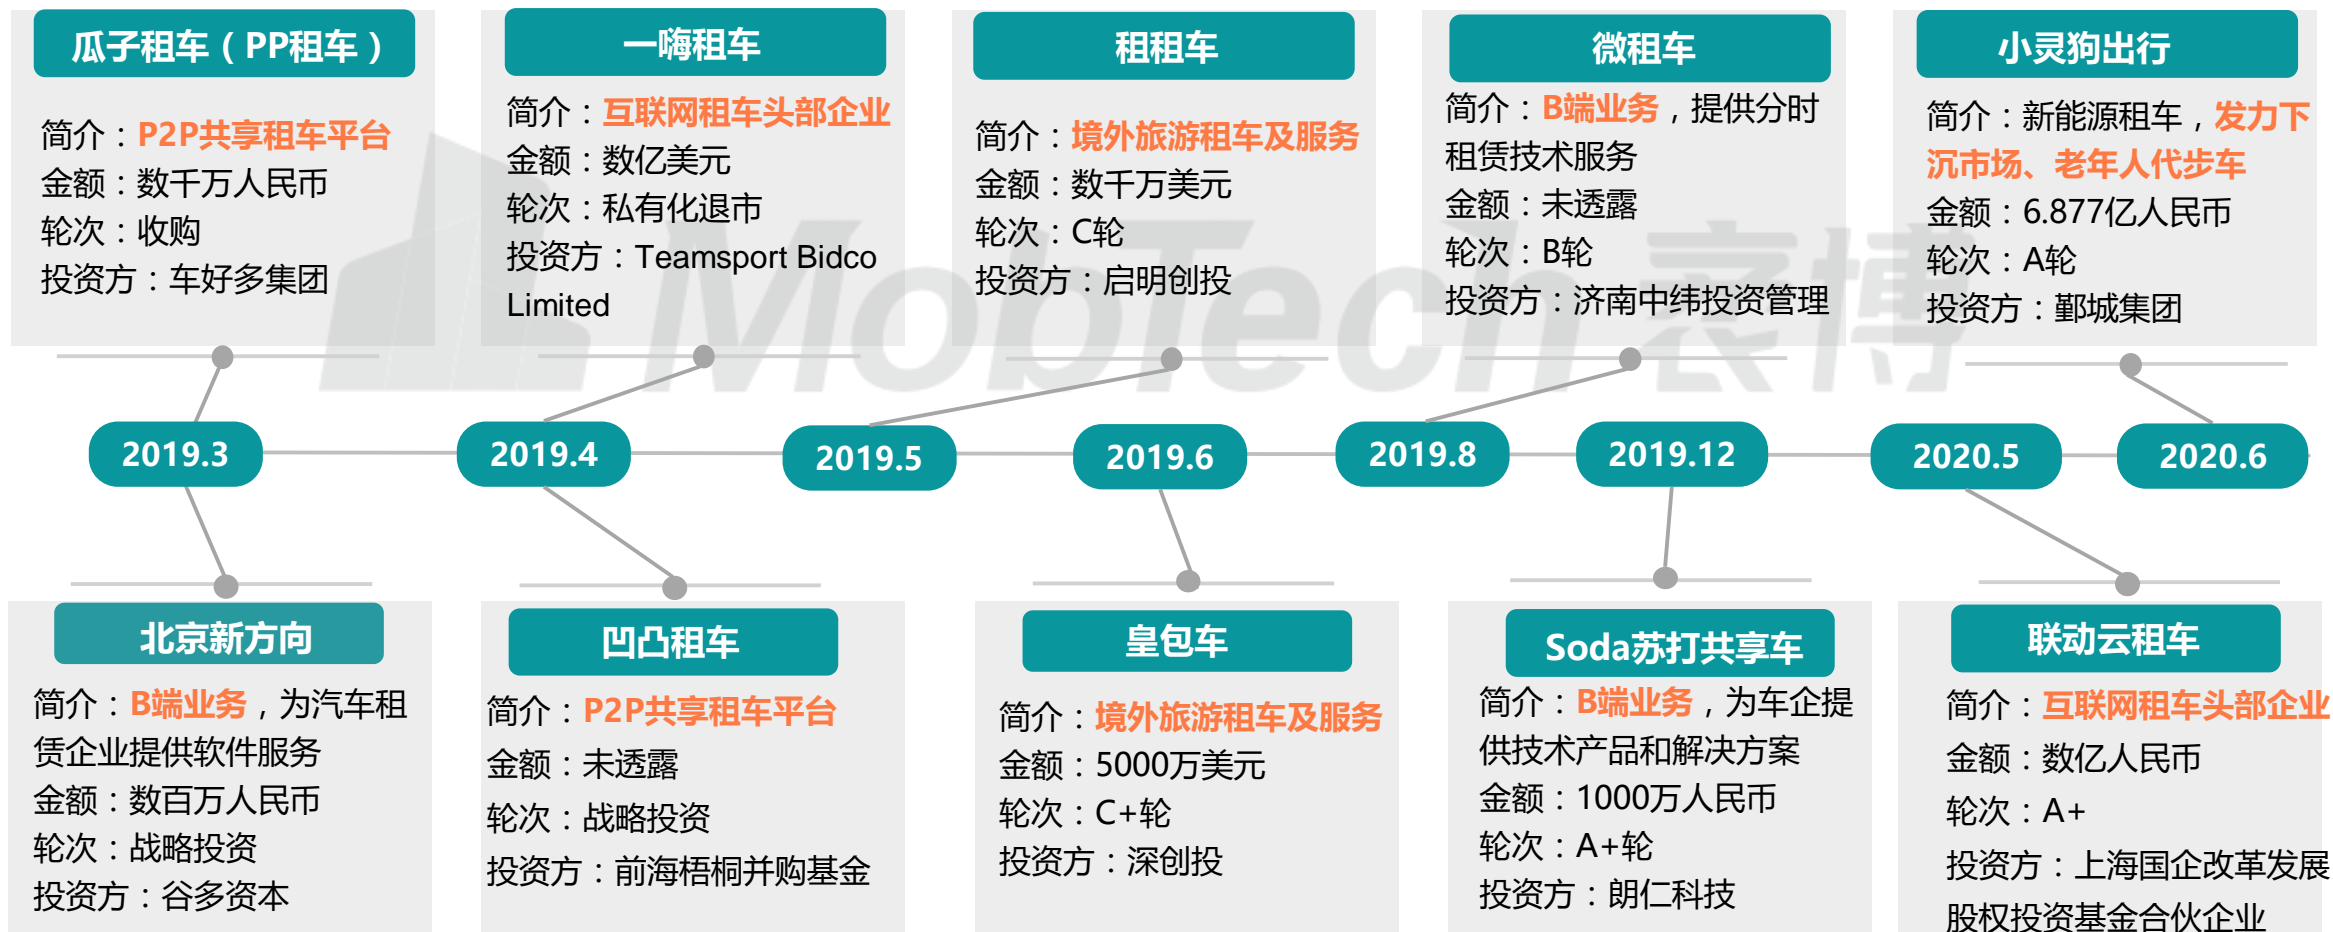 瓜子租车（PP租车）
简介：P2P共享租车平台
金额：数千万人民币
轮次：收购
投资方：车好多集团
一嗨租车
简介：互联网租车头部企业
金额：数亿美元
轮次：私有化退市
投资方：Teamsport Bidco
Limited
租租车
简介：境外旅游租车及服务
金额：数千万美元
轮次：C轮
投资方：启明创投
微租车
简介：B端业务，提供分时
租赁技术服务
金额：未透露
轮次：B轮
投资方：济南中纬投资管理
小灵狗出行
简介：新能源租车，发力下
沉市场、老年人代步车
金额：6.877亿人民币
轮次：A轮
投资方：鄞城集团
MobTech 袤博
2019.3
2019.4
2019.5
2019.6
2019.8
2019.12
2020.5
2020.6
北京新方向
简介：B端业务，为汽车租
赁企业提供软件服务
金额：数百万人民币
轮次：战略投资
投资方：谷多资本
凹凸租车
简介：P2P共享租车平台
金额：未透露
轮次：战略投资
投资方：前海梧桐并购基金
皇包车
简介：境外旅游租车及服务
金额：5000万美元
轮次：C+轮
投资方：深创投
Soda苏打共享车
简介：B端业务，为车企提
供技术产品和解决方案
金额：1000万人民币
轮次：A+轮
投资方：朗仁科技
联动云租车
简介：互联网租车头部企业
金额：数亿人民币
轮次：A+
投资方：上海国企改革发展
股权投资基金合伙企业